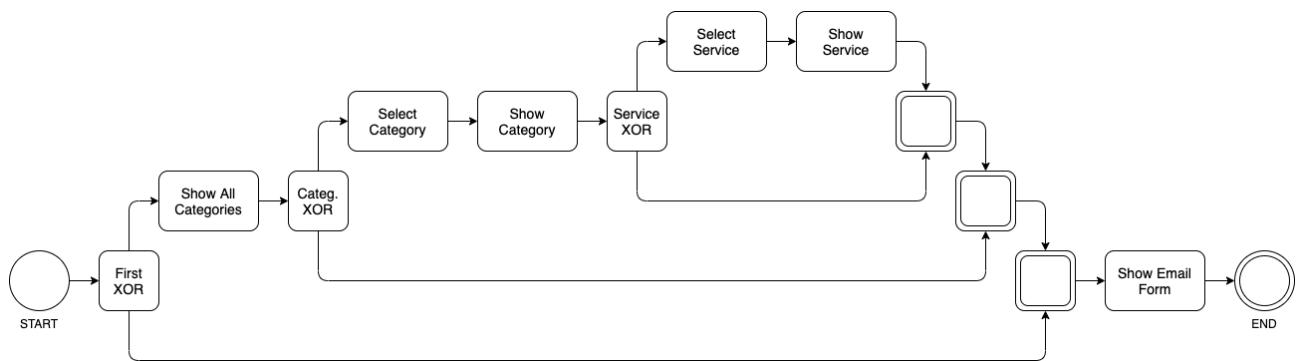 Select
Service
Show
Service
Select
Category
Show
Category
Service
XOR
Show All
Categories
Categ.
XOR
First
XOR
Show Email
Form
START
END